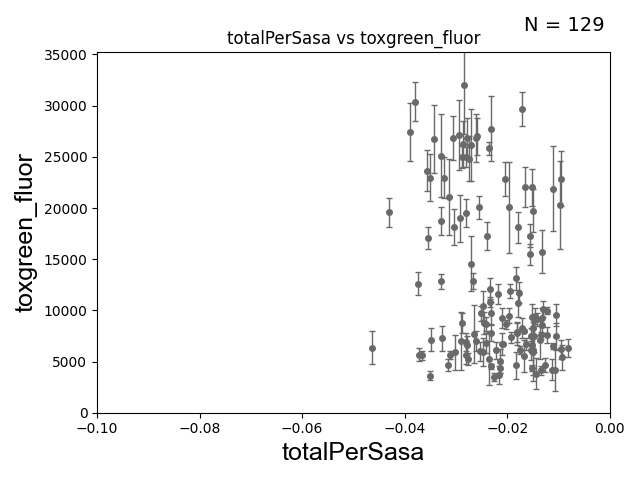 N = 129
totalPerSasa vs toxgreen_fluor
toxgreen_fluor
35000
30000
25000
20000
15000
10000
5000
0
−0.10 −0.08 −0.06 −0.04 −0.02 0.00
totalPerSasa